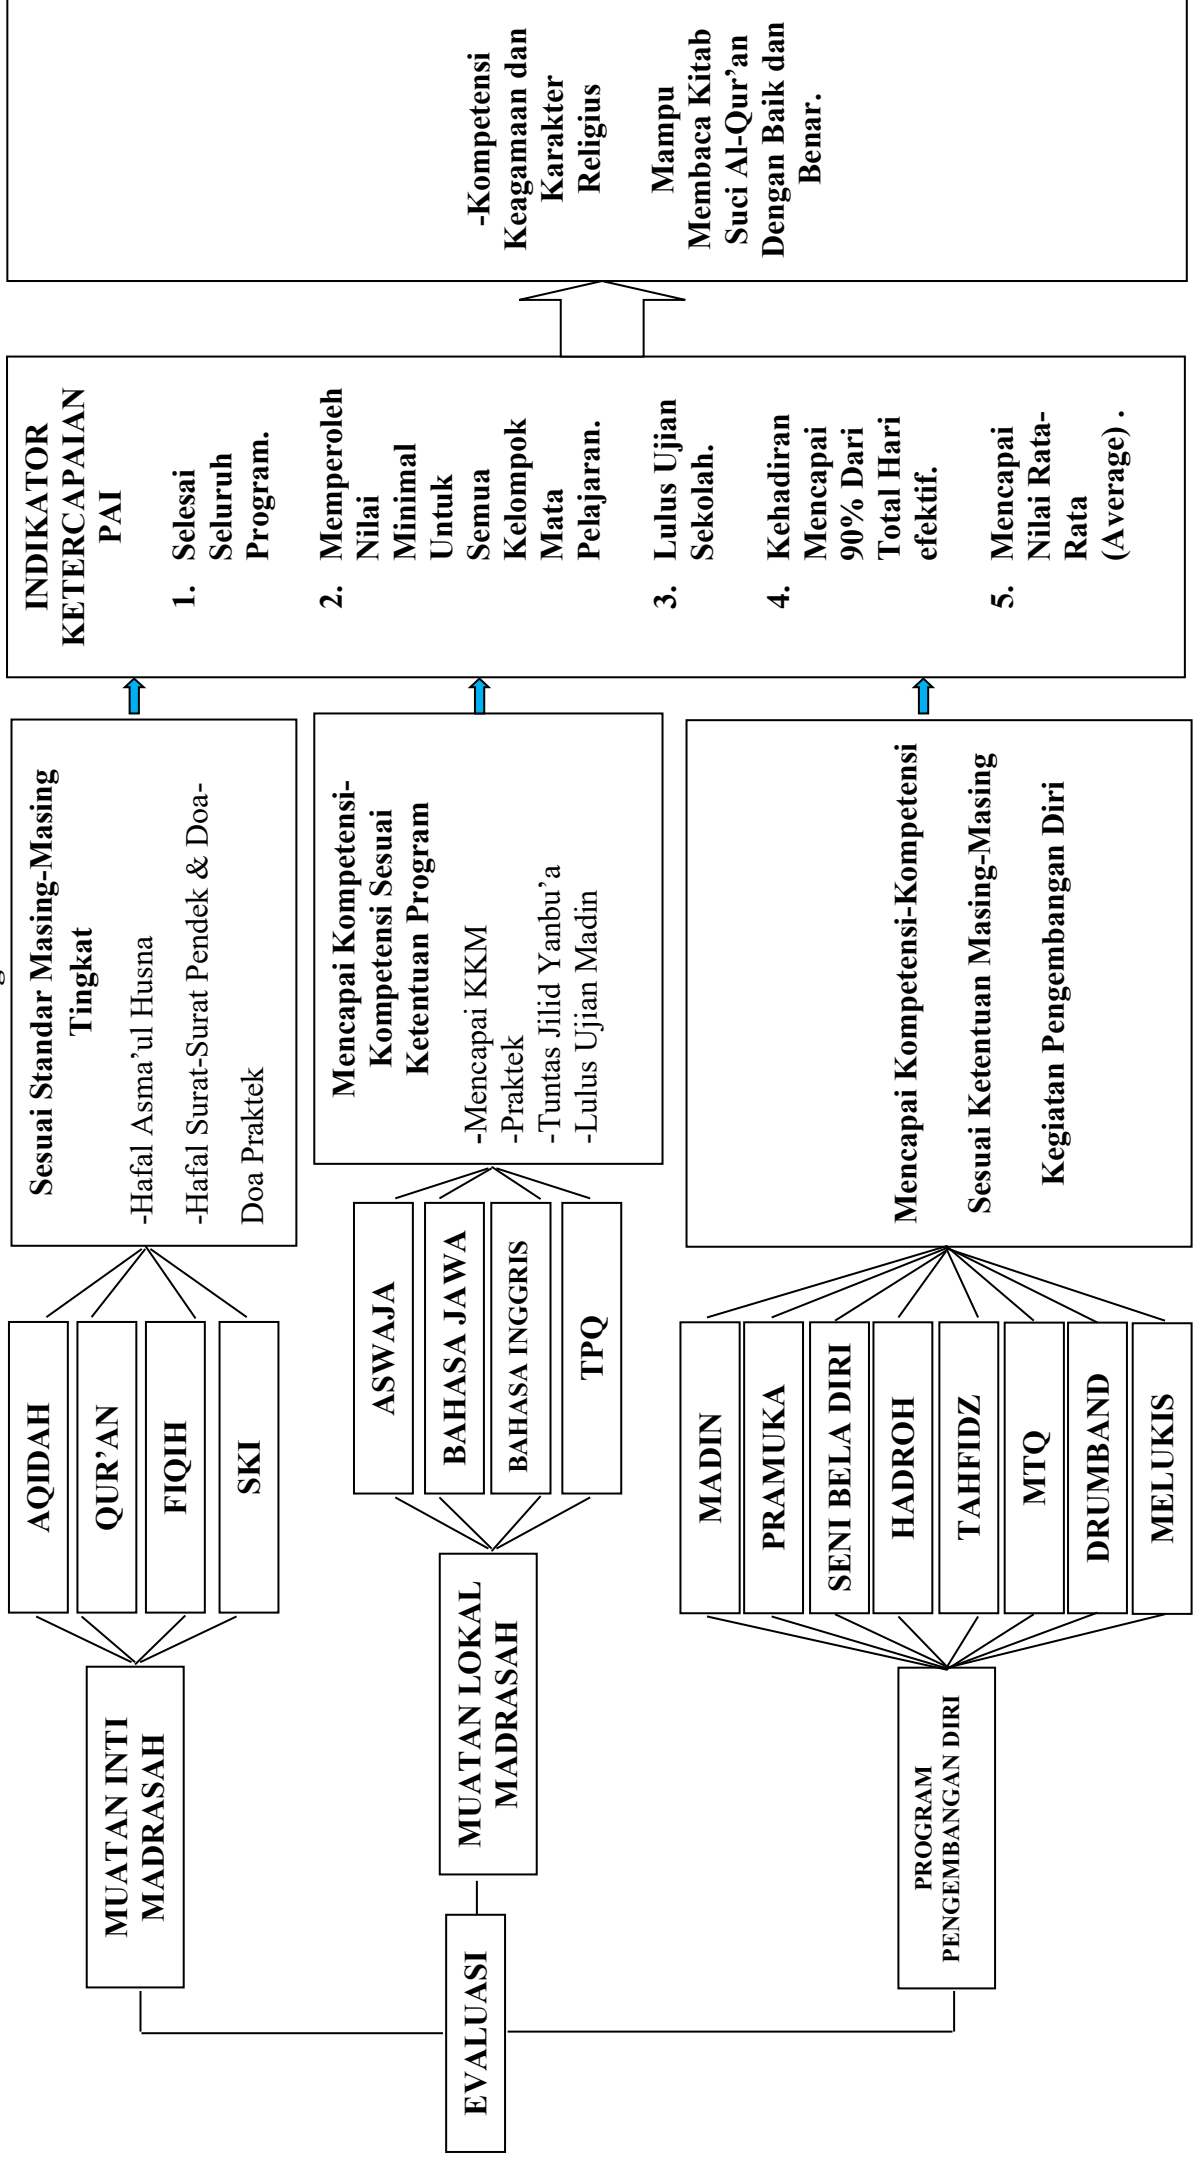 EVALUASI
MUATAN INTI
MADRASAH
MUATAN LOKAL
MADRASAH
PROGRAM
PENGEMBANGAN DIRI
AQIDAH
QUR’AN
FIQIH
SKI
ASWAJA
BAHASA JAWA
BAHASA INGGRIS
TPQ
MADIN
PRAMUKA
SENI BELA DIRI
HADROH
TAHFIDZ
MTQ
DRUMBAND
MELUKIS
Sesuai Standar Masing-Masing
Tingkat
-Hafal Asma’ul Husna
-Hafal Surat-Surat Pendek & Doa-
Doa Praktek
Mencapai Kompetensi-
Kompetensi Sesuai
Ketentuan Program
-Mencapai KKM
-Praktek
-Tuntas Jilid Yanbu’a
-Lulus Ujian Madin
Mencapai Kompetensi-Kompetensi
Sesuai Ketentuan Masing-Masing
Kegiatan Pengembangan Diri
INDIKATOR
KETERCAPAIAN
PAI
1. Selesai
Seluruh
Program.
2. Memperoleh
Nilai
Minimal
Untuk
Semua
Kelompok
Mata
Pelajaran.
3. Lulus Ujian
Sekolah.
4. Kehadiran
Mencapai
90% Dari
Total Hari
efektif.
5. Mencapai
Nilai Rata-
Rata
(Average) .
-Kompetensi
Keagamaan dan
Karakter
Religius
Mampu
Membaca Kitab
Suci Al-Qur’an
Dengan Baik dan
Benar.